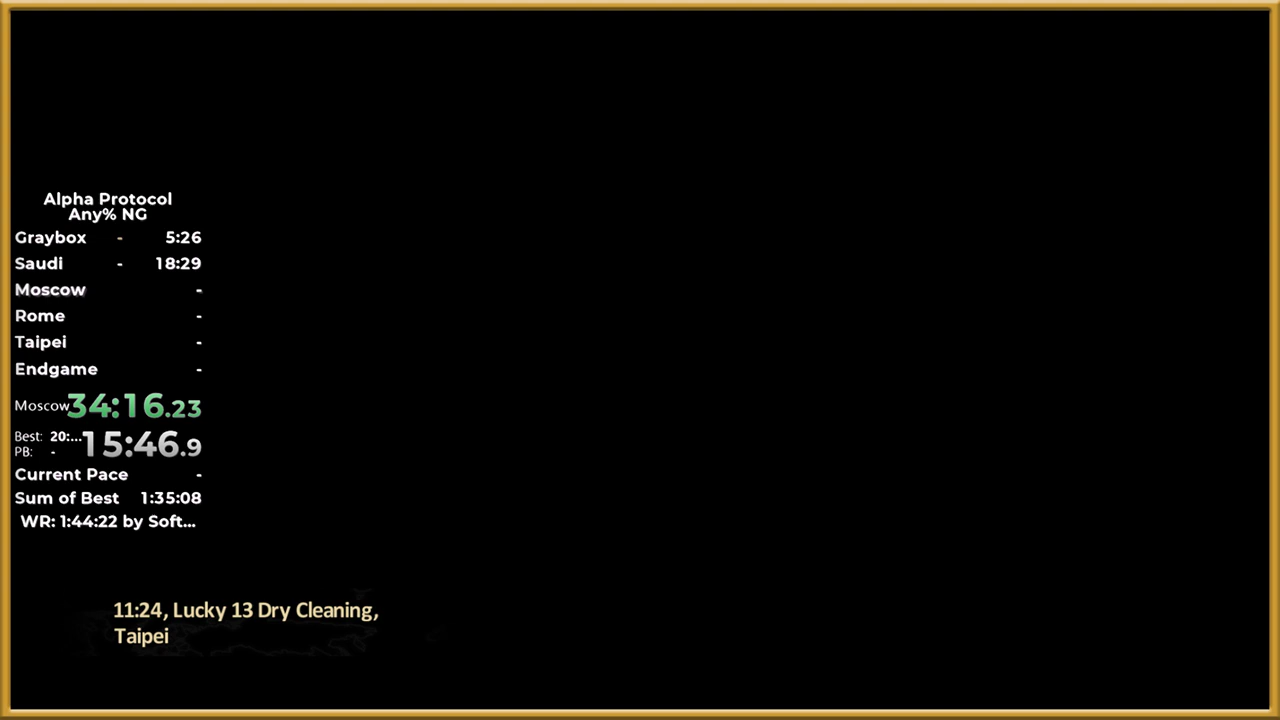 Alpha Protocol
Any% NG
Graybox - 5:26
Saudi - 18:29
Moscow -
Rome -
Taipei -
Endgame -
Moscow 34:16.23
Best: 20:... 15:46.9
PB: -
Current Pace -
Sum of Best 1:35:08
WR: 1:44:22 by Soft...
11:24, Lucky 13 Dry Cleaning,
Taipei